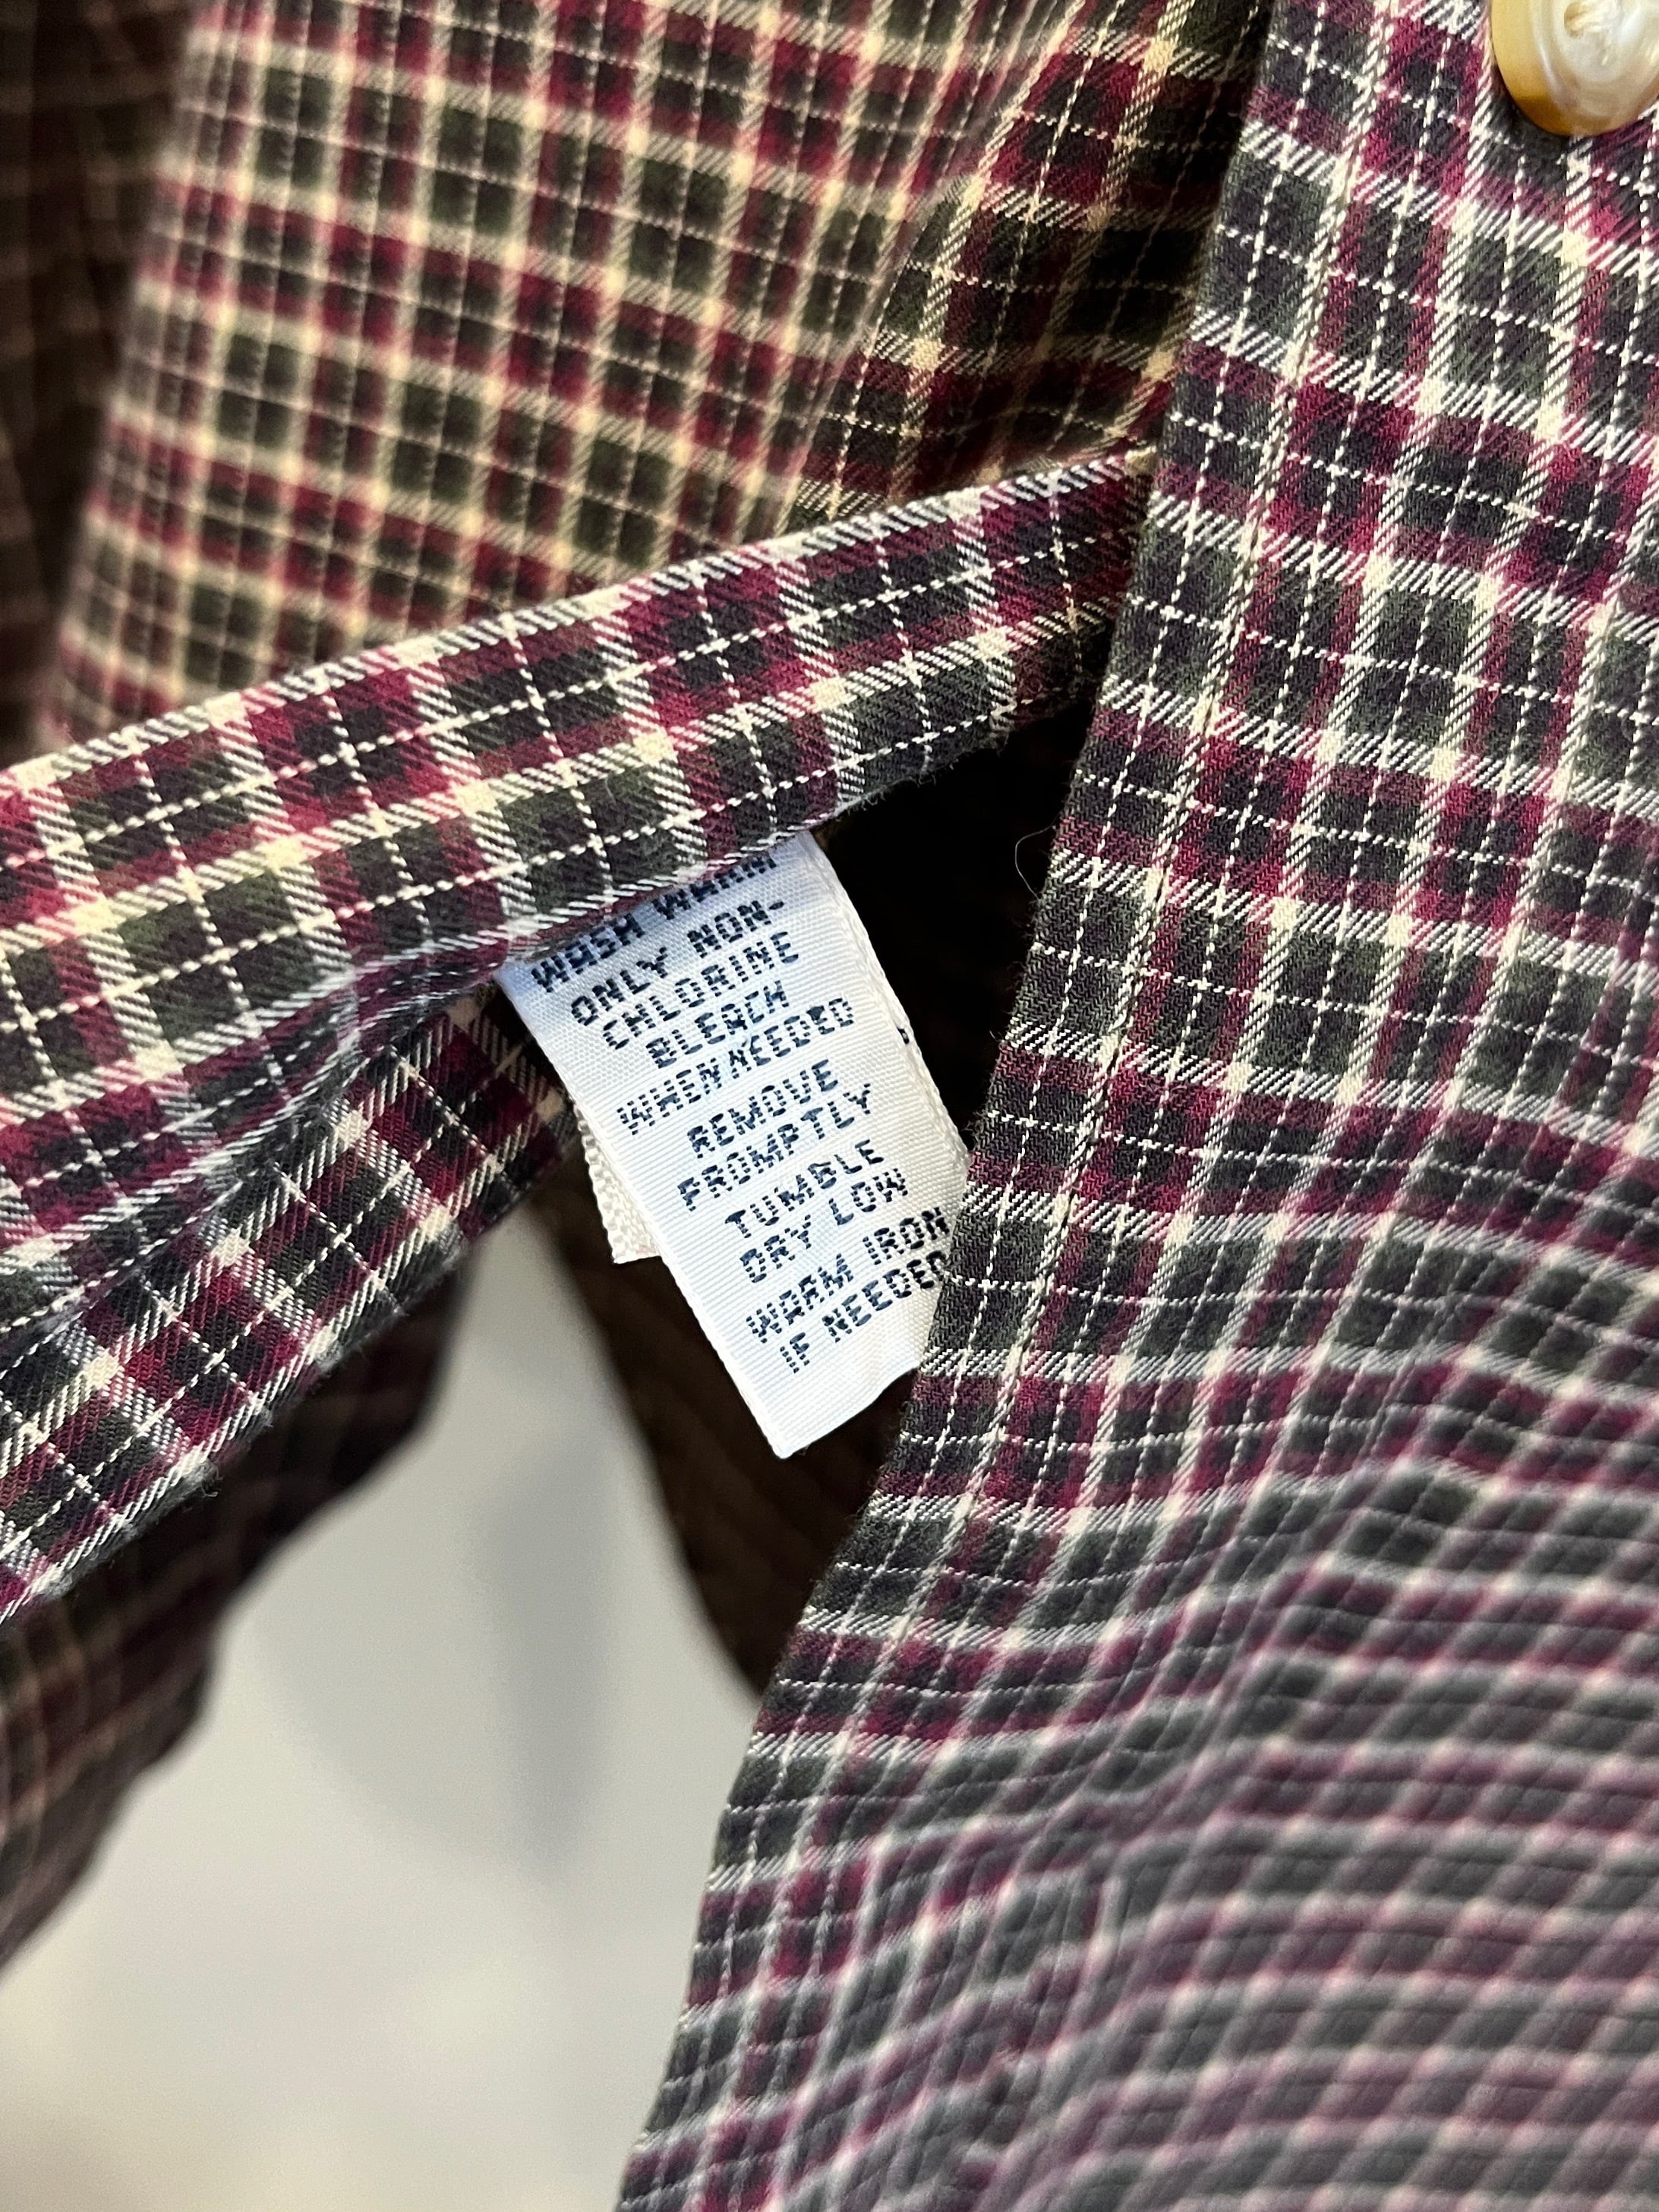 WASH WARM
ONLY NON-
CHLORINE
BLEACH
WHEN NEEDED
REMOVE
PROMPTLY
TUMBLE
DRY LOW
WARM IRON
IF NEEDED